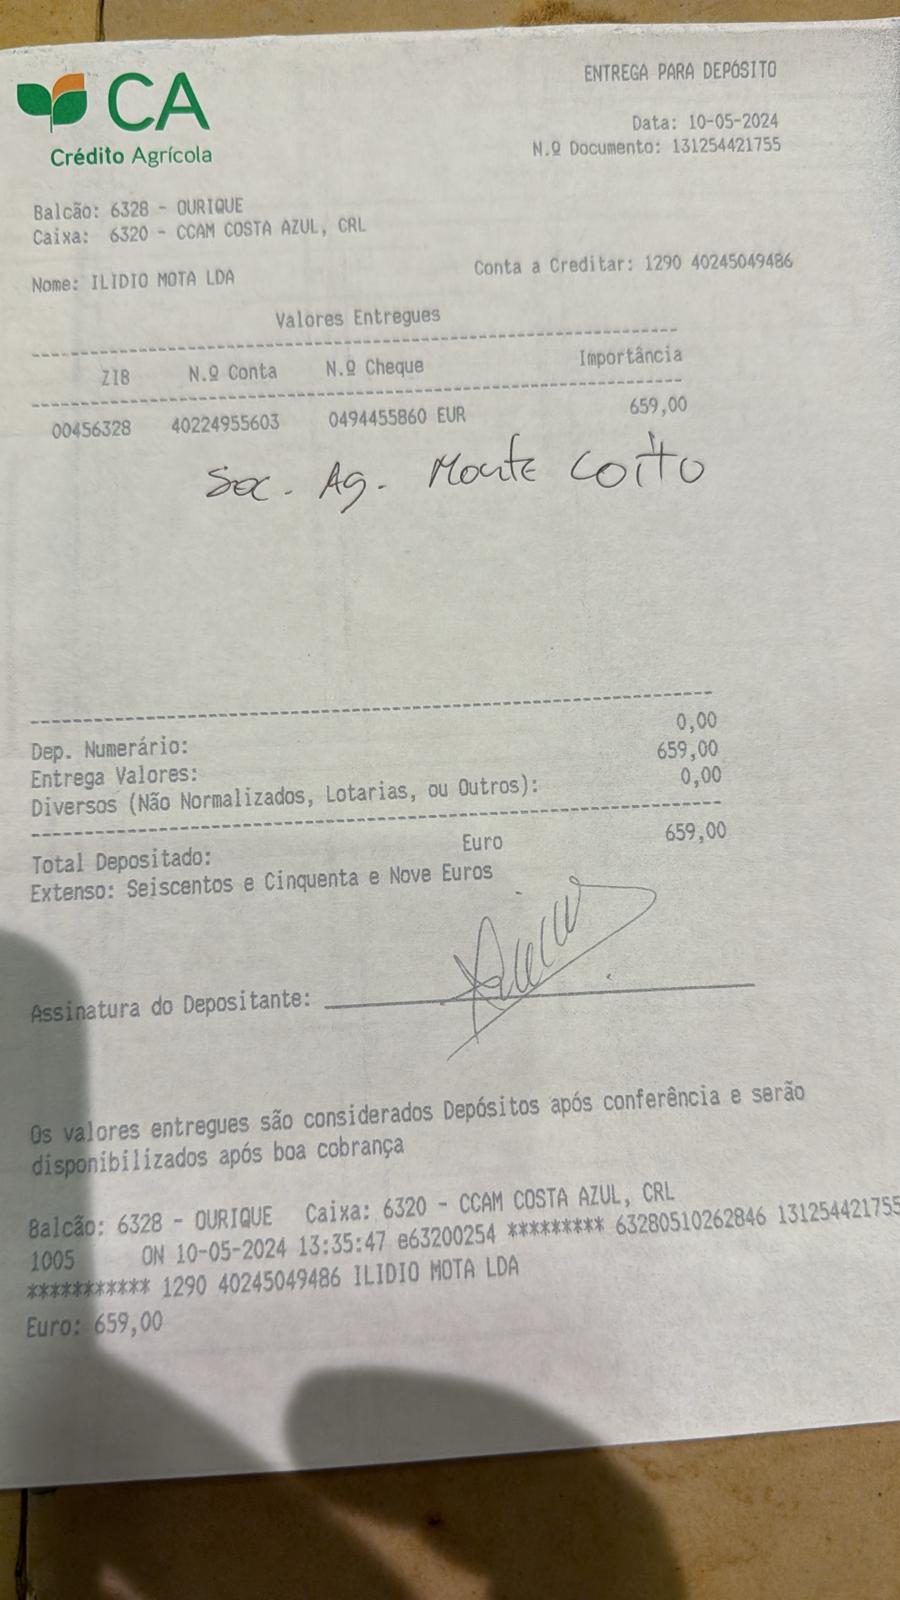 CA
Crédito Agrícola
ENTREGA PARA DEPÓSITO
Data: 10-05-2024
N.º Documento: 131254421755
Balcão: 6328 - OURIQUE
Caixa: 6320 - CCAM COSTA AZUL, CRL
Nome: ILIDIO MOTA LDA Conta a Creditar: 1290 40245049486
Valores Entregues
ZIB N.º Conta N.º Cheque Importância
00456328 40224955603 0494455860 EUR 659,00
Soc. Ag. Monte Coito
Dep. Numerário: 0,00
Entrega Valores: 659,00
Diversos (Não Normalizados, Lotarias, ou Outros): 0,00
Total Depositado: Euro 659,00
Extenso: Seiscentos e Cinquenta e Nove Euros
Assinatura do Depositante:
Os valores entregues são considerados Depósitos após conferência e serão
disponibilizados após boa cobrança
Balcão: 6328 - OURIQUE Caixa: 6320 - CCAM COSTA AZUL, CRL
1005 ON 10-05-2024 13:35:47 e63200254 ********* 63280510262846 131254421755
*********** 1290 40245049486 ILIDIO MOTA LDA
Euro: 659,00